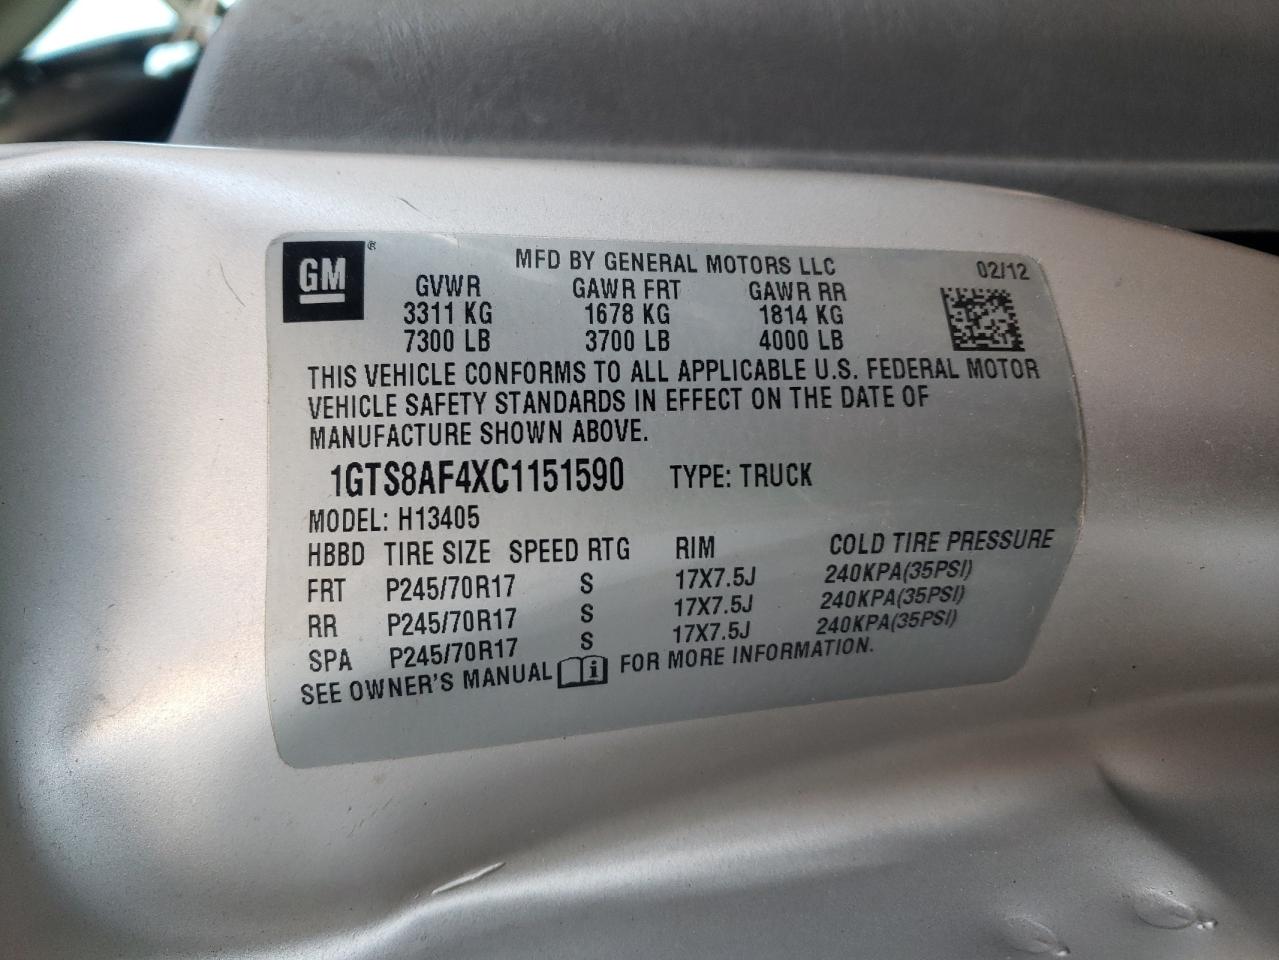 GM ®
MFD BY GENERAL MOTORS LLC 02/12
GVWR GAWR FRT GAWR RR
3311 KG 1678 KG 1814 KG
7300 LB 3700 LB 4000 LB
THIS VEHICLE CONFORMS TO ALL APPLICABLE U.S. FEDERAL MOTOR
VEHICLE SAFETY STANDARDS IN EFFECT ON THE DATE OF
MANUFACTURE SHOWN ABOVE.
1GTS8AF4XC1151590 TYPE: TRUCK
MODEL: H13405
HBBD TIRE SIZE SPEED RTG RIM COLD TIRE PRESSURE
FRT P245/70R17 S 17X7.5J 240KPA(35PSI)
RR P245/70R17 S 17X7.5J 240KPA(35PSI)
SPA P245/70R17 S 17X7.5J 240KPA(35PSI)
SEE OWNER'S MANUAL i FOR MORE INFORMATION.